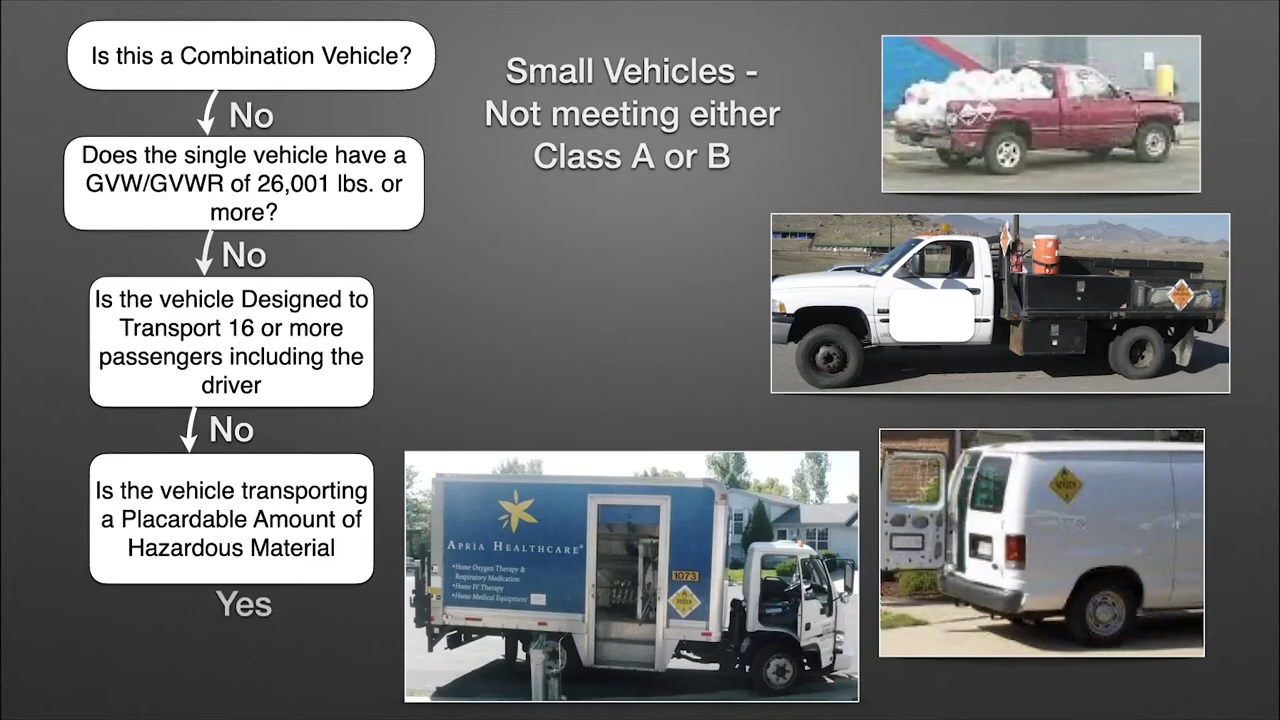 Is this a Combination Vehicle?
No
Does the single vehicle have a
GVW/GVWR of 26,001 lbs. or
more?
No
Is the vehicle Designed to
Transport 16 or more
passengers including the
driver
No
Is the vehicle transporting
a Placardable Amount of
Hazardous Material
Yes
Small Vehicles -
Not meeting either
Class A or B
APRIA HEALTHCARE®
•Home Oxygen Therapy &
Respiratory Medication
•Home IV Therapy
•Home Medical Equipment
1073
OXYGEN
OXYGEN